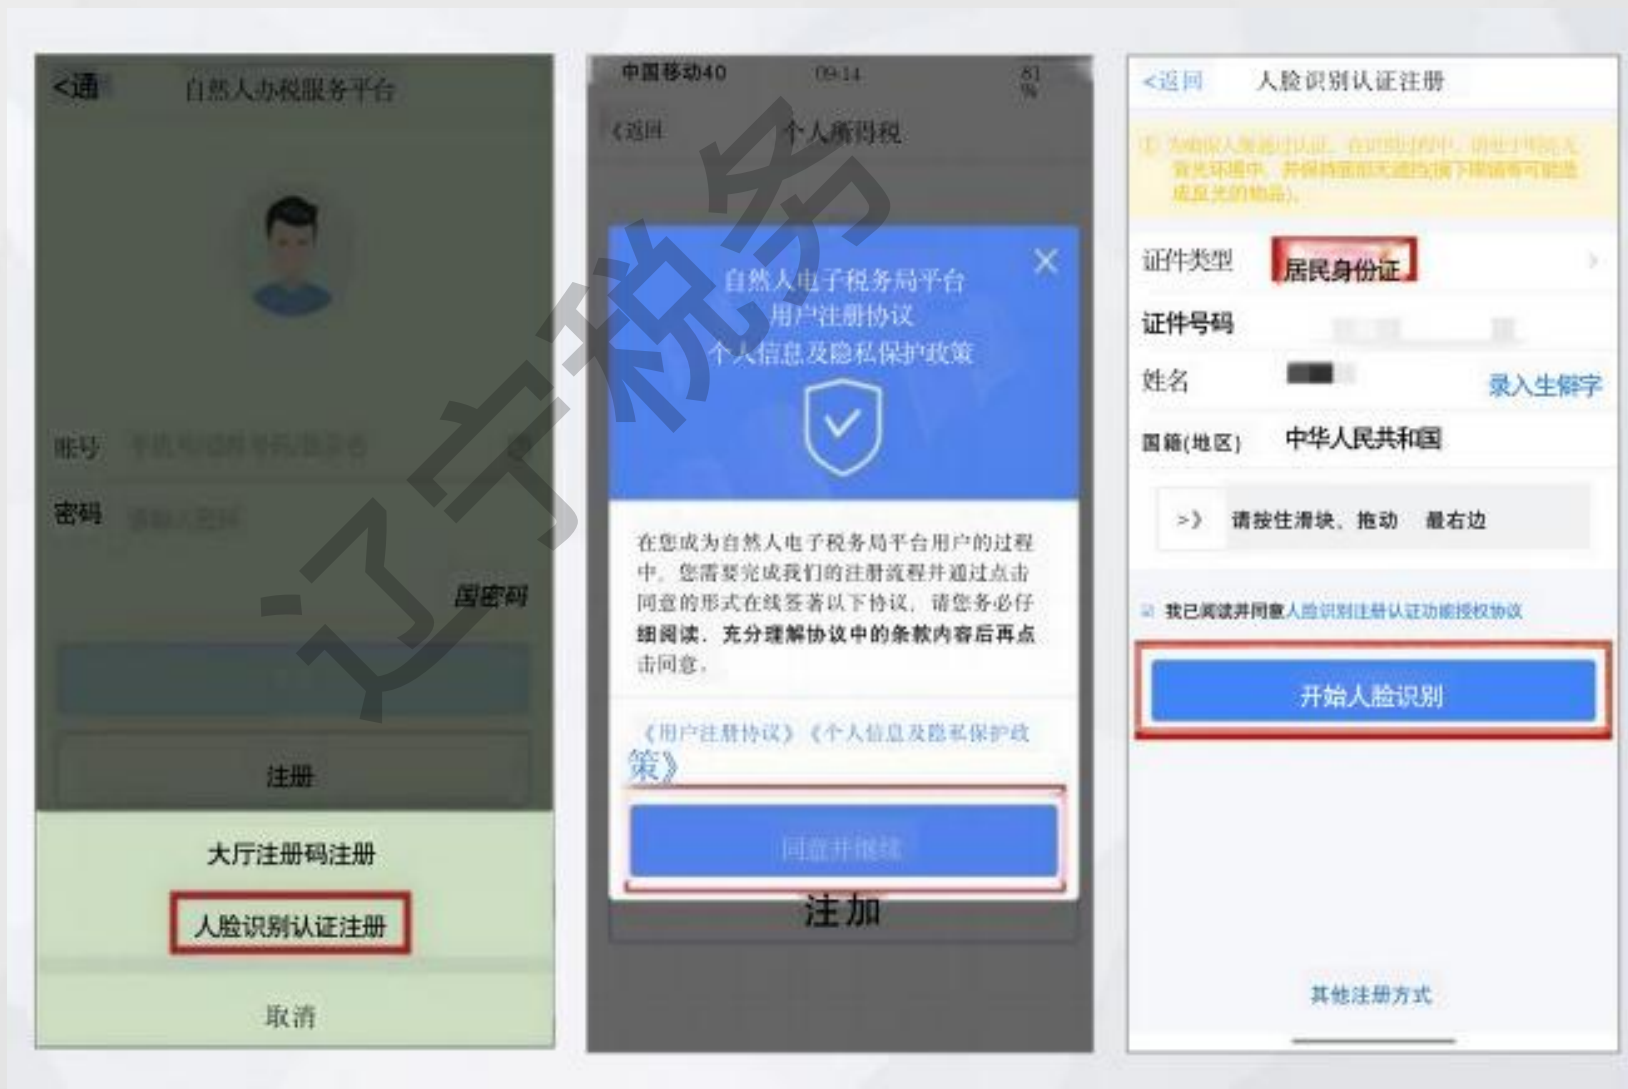 <通
自然人办税服务平台
账号
密码
国密码
注册
大厅注册码注册
人脸识别认证注册
取消
中国移动40
09:14
81
%
《返回
个人所得税
自然人电子税务局平台
用户注册协议
个人信息及隐私保护政策
在您成为自然人电子税务局平台用户的过程
中,您需要完成我们的注册流程并通过点击
同意的形式在线签著以下协议,请您务必仔
细阅读、充分理解协议中的条款内容后再点
击同意。
《用户注册协议》《个人信息及隐私保护政
策》
同意并继续
注加
<返回
人脸识别认证注册
证件类型
居民身份证
证件号码
姓名
录入生僻字
国籍(地区)
中华人民共和国
>》 请按住滑块、拖动 最右边
我已阅读并同意人脸识别注册认证功能授权协议
开始人脸识别
其他注册方式
辽宁税务